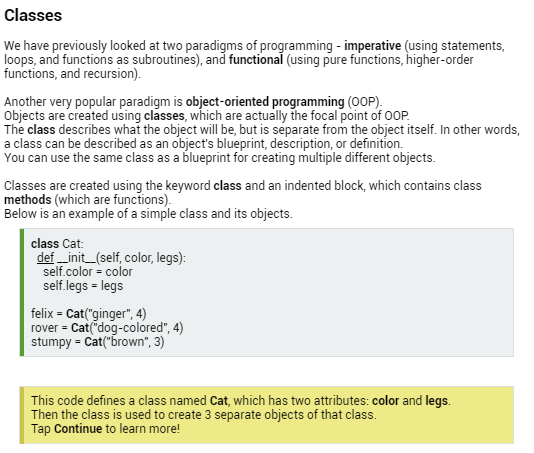 Classes
We have previously looked at two paradigms of programming - imperative (using statements,
loops, and functions as subroutines), and functional (using pure functions, higher-order
functions, and recursion).
Another very popular paradigm is object-oriented programming (OOP).
Objects are created using classes, which are actually the focal point of OOP.
The class describes what the object will be, but is separate from the object itself. In other words,
a class can be described as an object's blueprint, description, or definition.
You can use the same class as a blueprint for creating multiple different objects.
Classes are created using the keyword class and an indented block, which contains class
methods (which are functions).
Below is an example of a simple class and its objects.
class Cat:
def __init__(self, color, legs):
self.color = color
self.legs = legs
felix = Cat("ginger", 4)
rover = Cat("dog-colored", 4)
stumpy = Cat("brown", 3)
This code defines a class named Cat, which has two attributes: color and legs.
Then the class is used to create 3 separate objects of that class.
Tap Continue to learn more!